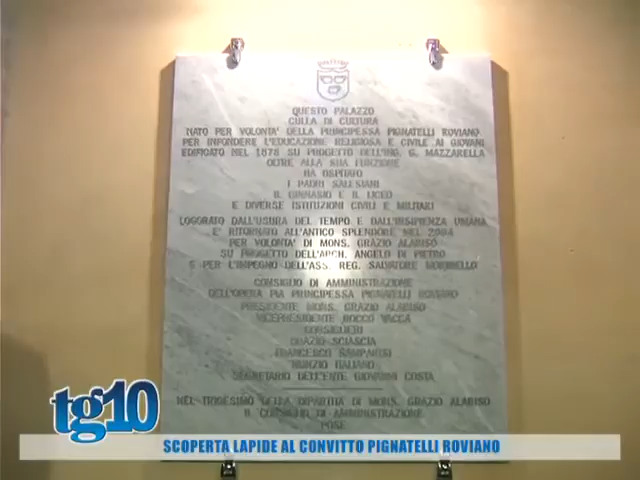 QUESTO PALAZZO
CULLA DI CULTURA
NATO PER VOLONTA' DELLA PRINCIPESSA PIGNATELLI ROVIANO
PER INFONDERE L'EDUCAZIONE RELIGIOSA E CIVILE AI GIOVANI
EDIFICATO NEL 1878 SU PROGETTO DELL'ING. G. MAZZARELLA
OLTRE ALLA SUA FUNZIONE
HA OSPITATO
I PADRI SALESIANI
IL GINNASIO E IL LICEO
E DIVERSE ISTITUZIONI CIVILI E MILITARI
LOGORATO DALL'USURA DEL TEMPO E DALL'INSIPIENZA UMANA
E' RITORNATO ALL'ANTICO SPLENDORE NEL 2004
PER VOLONTA' DI MONS. GRAZIO ALABISO
SU PROGETTO DELL'ARCH. ANGELO DI PIETRO
E PER L'IMPEGNO DELL'ASS. REG. SALVATORE MORINELLO
CONSIGLIO DI AMMINISTRAZIONE
DELL'OPERA PIA PRINCIPESSA PIGNATELLI ROVIANO
PRESIDENTE MONS. GRAZIO ALABISO
VICEPRESIDENTE ROCCO VACCA
CONSIGLIERI
ORAZIO SCIASCIA
FRANCESCO
NUNZIO ITALIANO
SEGRETARIO DELL'ENTE GIOVANNI COSTA
NEL TRIGESIMO DELLA DIPARTITA DI MONS. GRAZIO ALABISO
IL CONSIGLIO DI AMMINISTRAZIONE
POSE
tg10
SCOPERTA LAPIDE AL CONVITTO PIGNATELLI ROVIANO